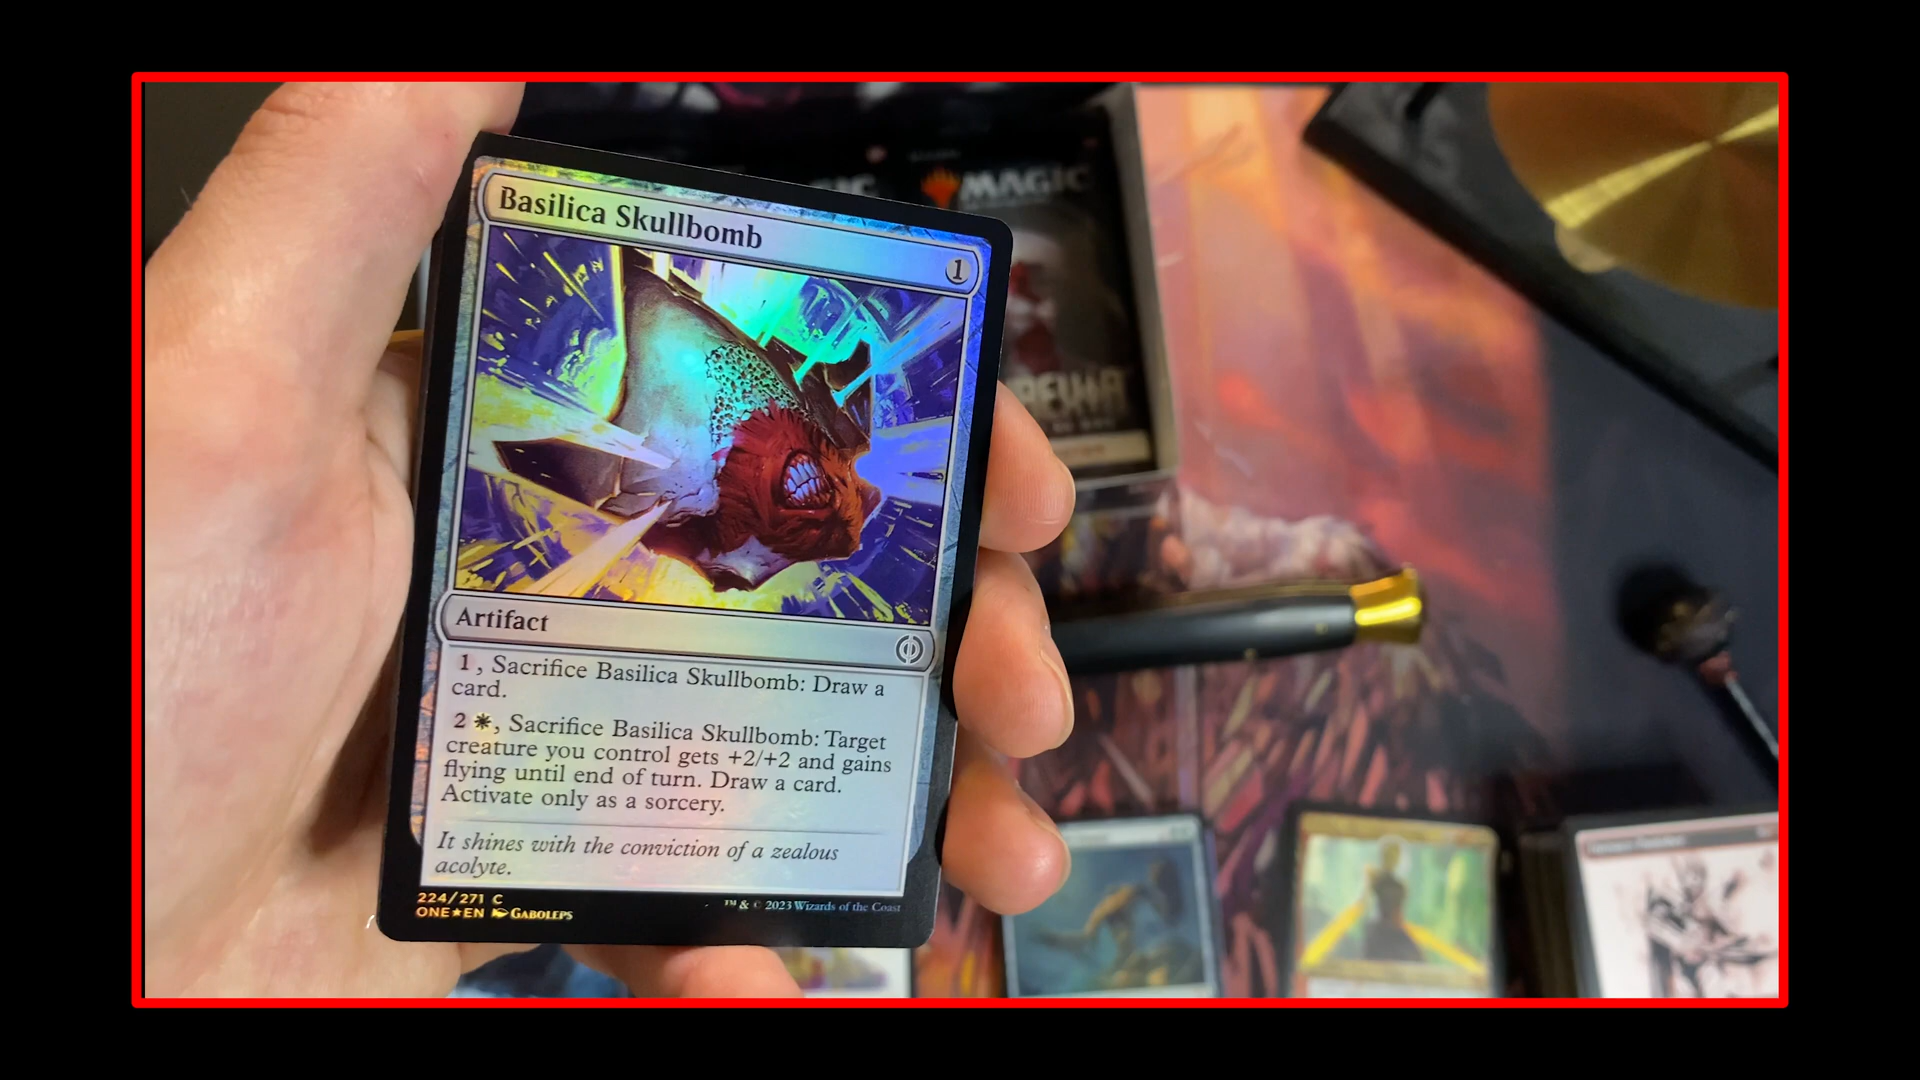 Basilica Skullbomb
1
Artifact
1, Sacrifice Basilica Skullbomb: Draw a
card.
2 ☀, Sacrifice Basilica Skullbomb: Target
creature you control gets +2/+2 and gains
flying until end of turn. Draw a card.
Activate only as a sorcery.
It shines with the conviction of a zealous
acolyte.
224/271 C
ONE★EN GABOLEPS
™ & © 2023 Wizards of the Coast
MAGIC